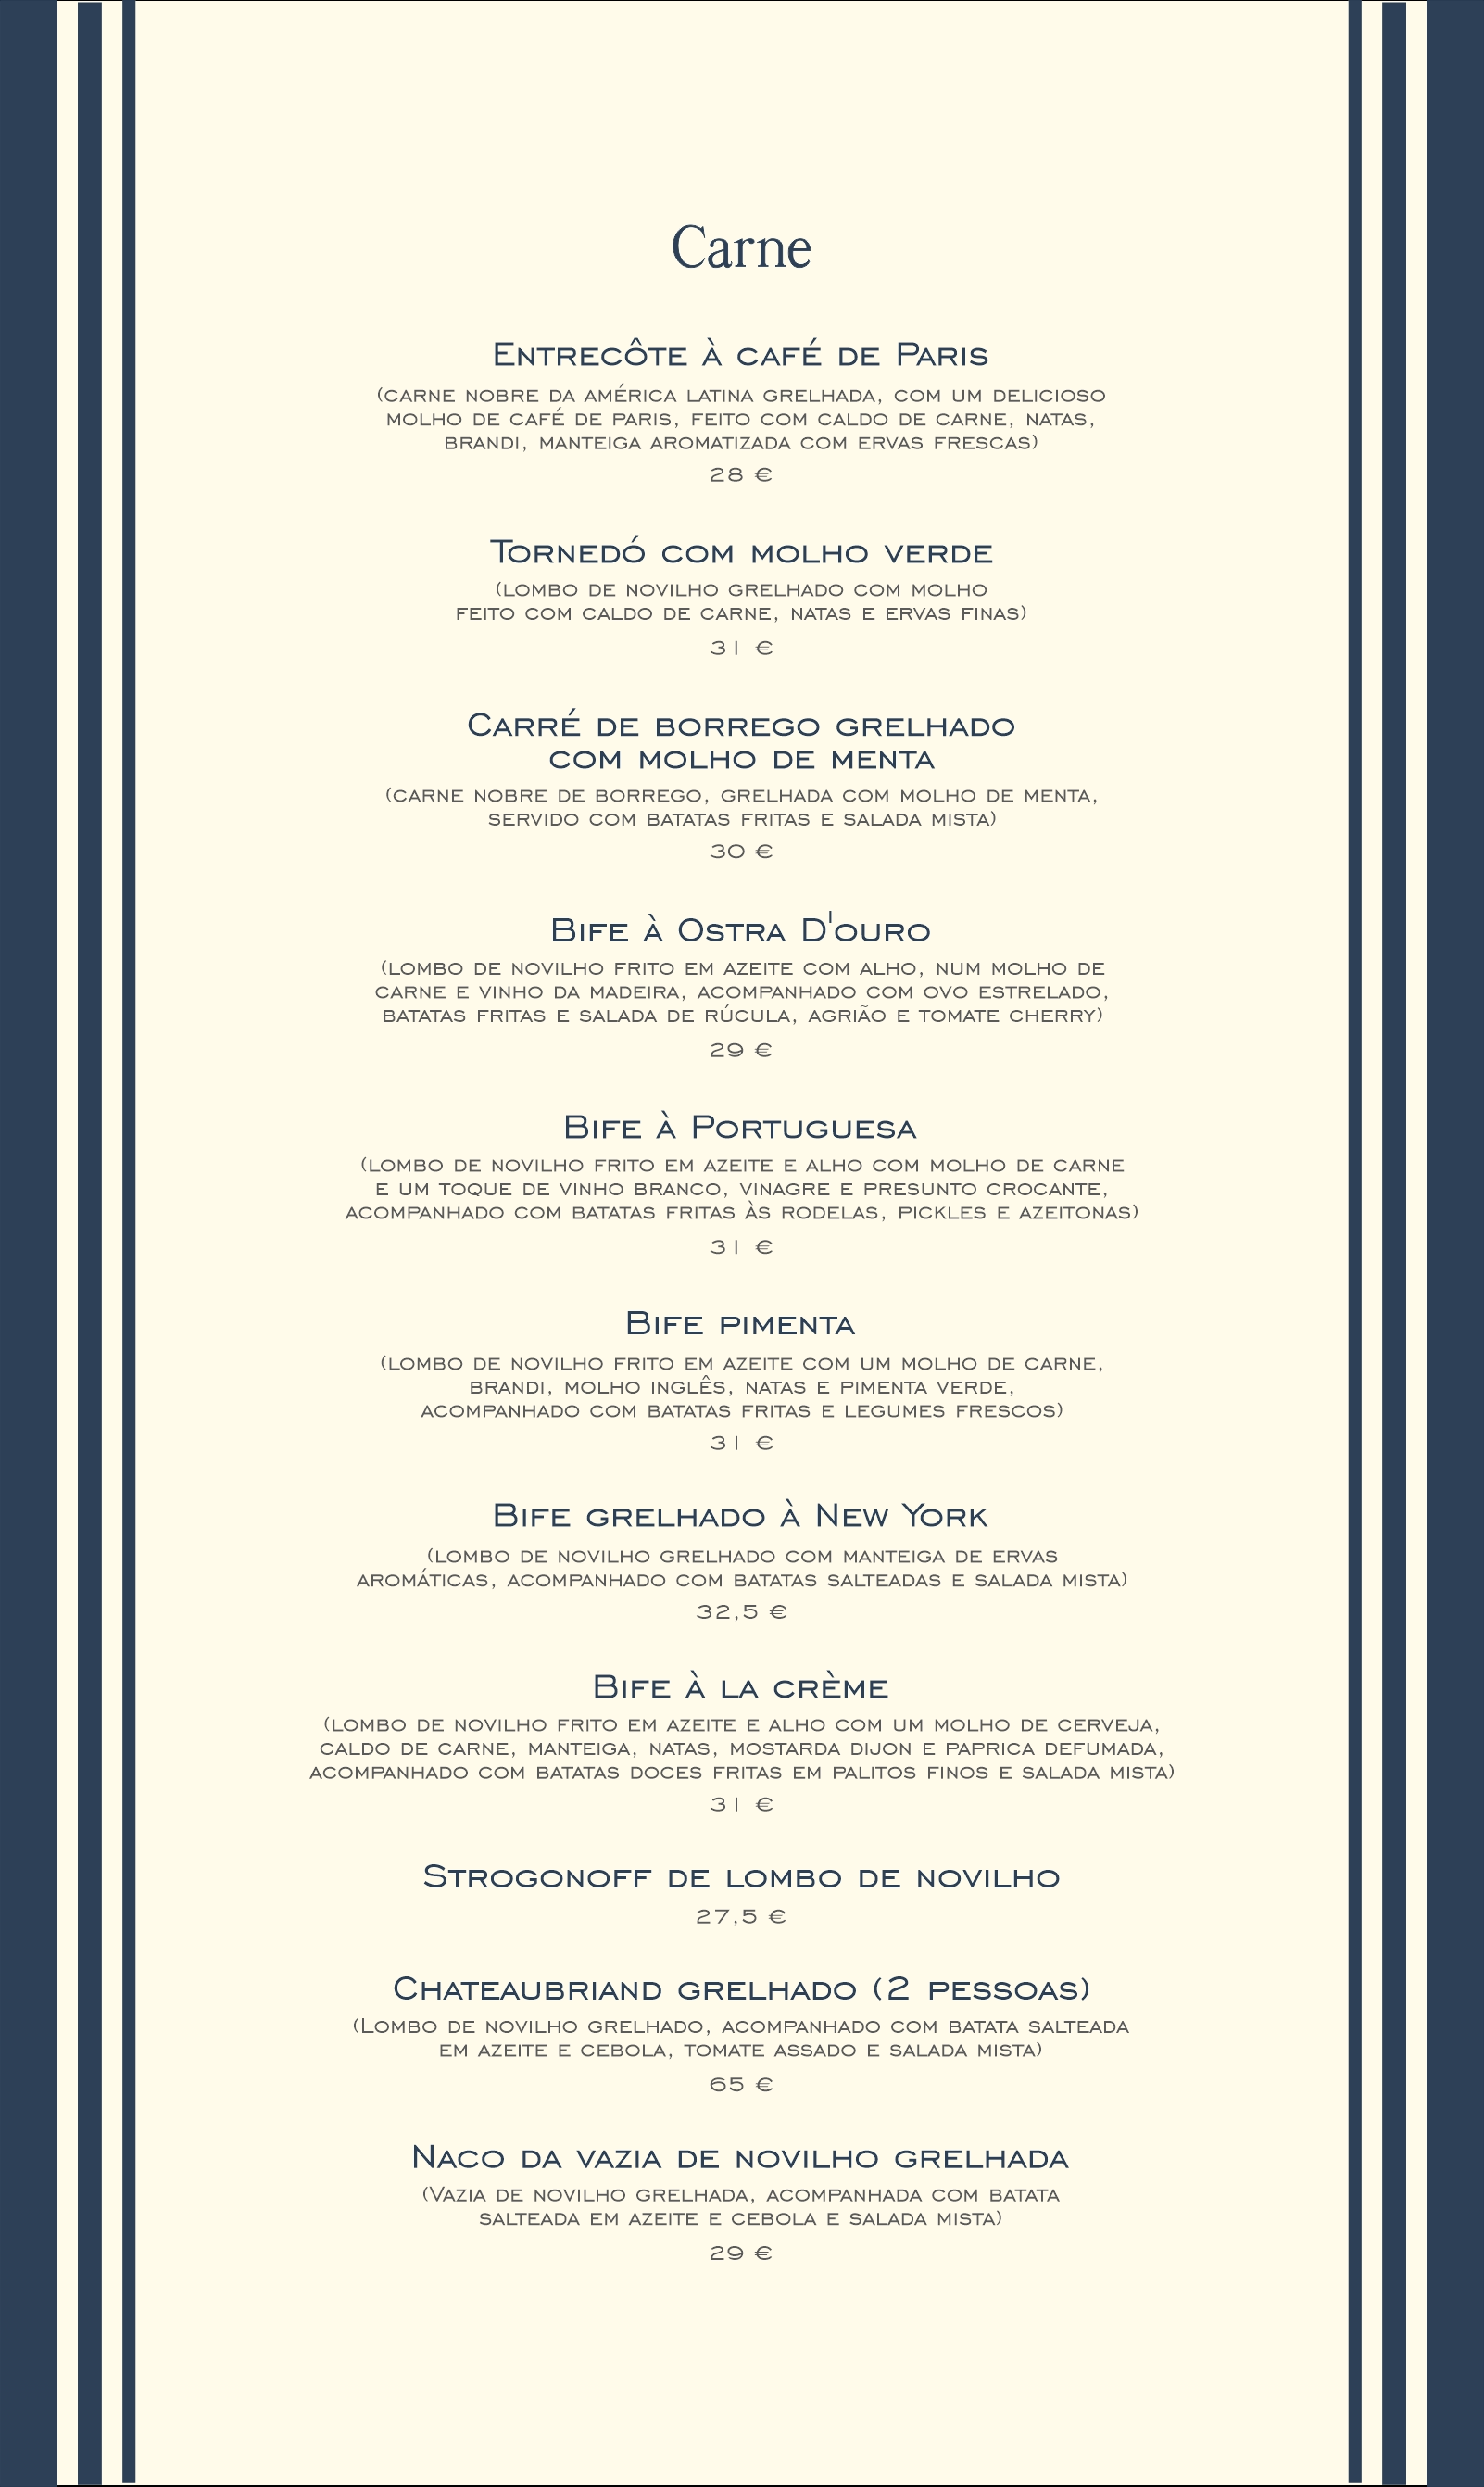 Carne
Entrecôte à café de Paris
(carne nobre da América Latina grelhada, com um delicioso
molho de café de Paris, feito com caldo de carne, natas,
brandi, manteiga aromatizada com ervas frescas)
28 €
Tornedó com molho verde
(lombo de novilho grelhado com molho
feito com caldo de carne, natas e ervas finas)
31 €
Carré de borrego grelhado
com molho de menta
(carne nobre de borrego, grelhada com molho de menta,
servido com batatas fritas e salada mista)
30 €
Bife à Ostra D'ouro
(lombo de novilho frito em azeite com alho, num molho de
carne e vinho da madeira, acompanhado com ovo estrelado,
batatas fritas e salada de rúcula, agrião e tomate cherry)
29 €
Bife à Portuguesa
(lombo de novilho frito em azeite e alho com molho de carne
e um toque de vinho branco, vinagre e presunto crocante,
acompanhado com batatas fritas às rodelas, pickles e azeitonas)
31 €
Bife pimenta
(lombo de novilho frito em azeite com um molho de carne,
brandi, molho inglês, natas e pimenta verde,
acompanhado com batatas fritas e legumes frescos)
31 €
Bife grelhado à New York
(lombo de novilho grelhado com manteiga de ervas
aromáticas, acompanhado com batatas salteadas e salada mista)
32,5 €
Bife à la crème
(lombo de novilho frito em azeite e alho com um molho de cerveja,
caldo de carne, manteiga, natas, mostarda dijon e paprica defumada,
acompanhado com batatas doces fritas em palitos finos e salada mista)
31 €
Strogonoff de lombo de novilho
27,5 €
Chateaubriand grelhado (2 pessoas)
(Lombo de novilho grelhado, acompanhado com batata salteada
em azeite e cebola, tomate assado e salada mista)
65 €
Naco da vazia de novilho grelhada
(Vazia de novilho grelhada, acompanhada com batata
salteada em azeite e cebola e salada mista)
29 €